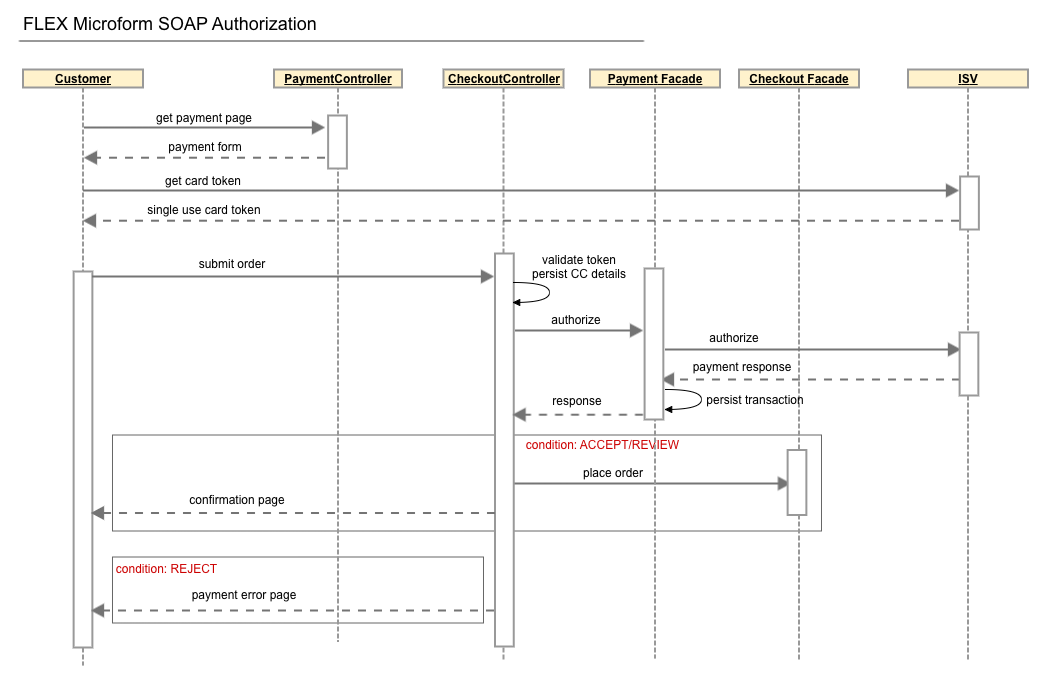 FLEX Microform SOAP Authorization
Customer
PaymentController
CheckoutController
Payment Facade
Checkout Facade
ISV
get payment page
payment form
get card token
single use card token
submit order
validate token
persist CC details
authorize
authorize
payment response
persist transaction
response
condition: ACCEPT/REVIEW
place order
confirmation page
condition: REJECT
payment error page